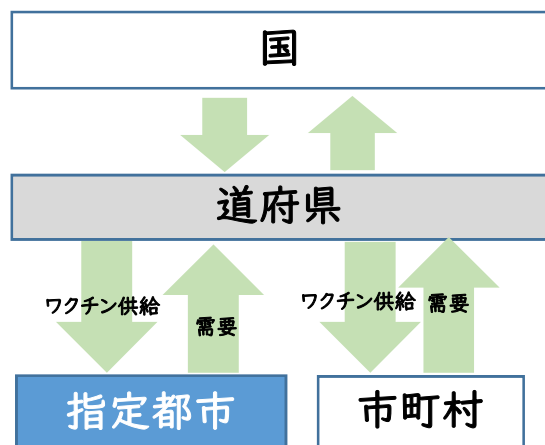 国
道府県
ワクチン供給
需要
ワクチン供給
需要
指定都市
市町村